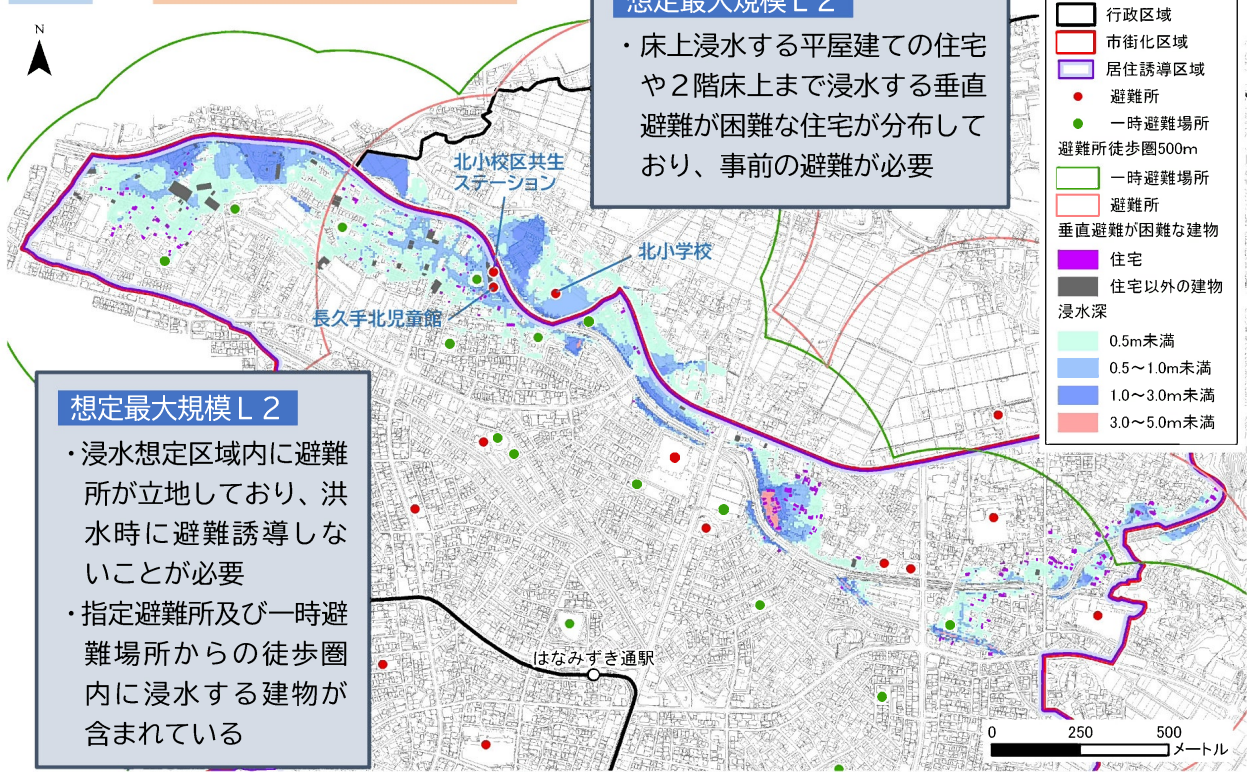 想定最大規模Ｌ２
・床上浸水する平屋建ての住宅
や２階床上まで浸水する垂直
避難が困難な住宅が分布して
おり、事前の避難が必要
行政区域
市街化区域
居住誘導区域
避難所
一時避難場所
避難所徒歩圏500m
一時避難場所
避難所
垂直避難が困難な建物
住宅
住宅以外の建物
浸水深
0.5m未満
0.5～1.0m未満
1.0～3.0m未満
3.0～5.0m未満
N
北小校区共生
ステーション
北小学校
長久手北児童館
想定最大規模Ｌ２
・浸水想定区域内に避難
所が立地しており、洪
水時に避難誘導しな
いことが必要
・指定避難所及び一時避
難場所からの徒歩圏
内に浸水する建物が
含まれている
はなみずき通駅
0 250 500
メートル